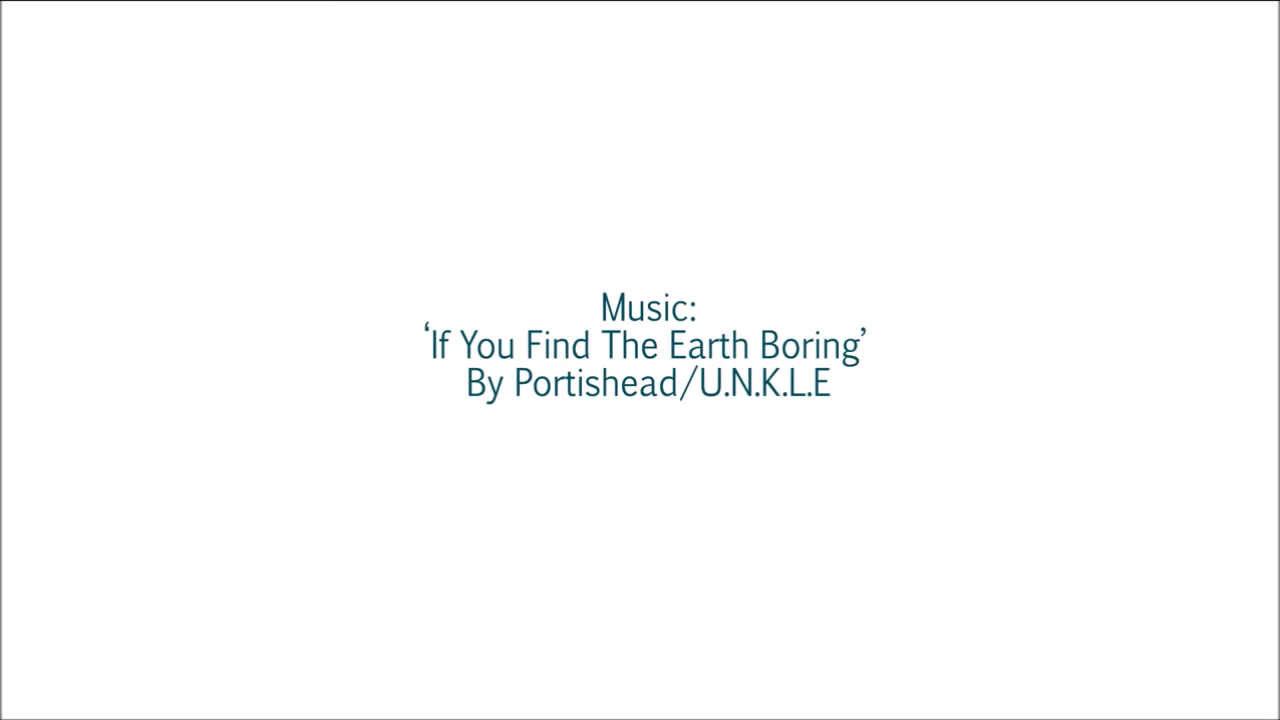 Music:
‘If You Find The Earth Boring’
By Portishead/U.N.K.L.E